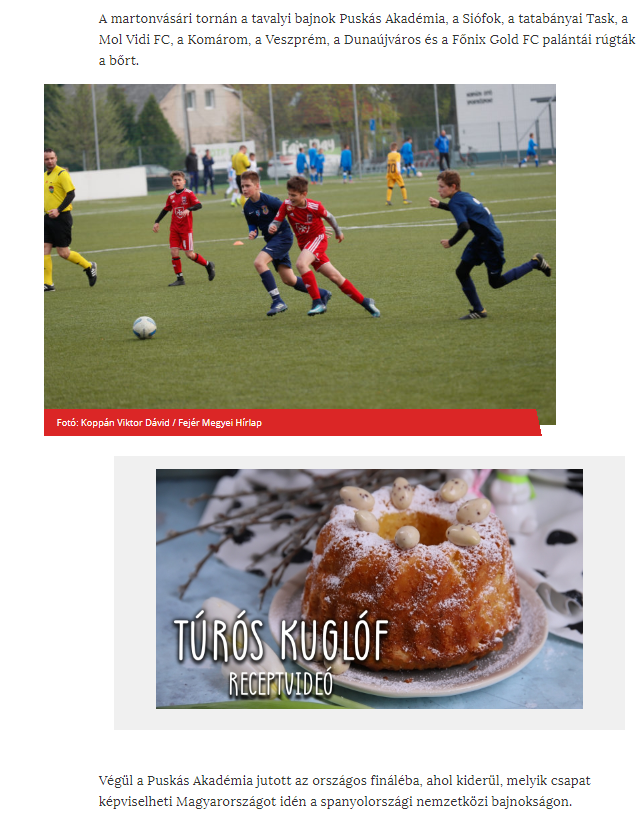 A martonvásári tornán a tavalyi bajnok Puskás Akadémia, a Siófok, a tatabányai Task, a
Mol Vidi FC, a Komárom, a Veszprém, a Dunaújváros és a Főnix Gold FC palántái rúgták
a bőrt.
Fotó: Koppán Viktor Dávid / Fejér Megyei Hírlap
TÚRÓS KUGLÓF
RECEPTVIDEÓ
Végül a Puskás Akadémia jutott az országos fináléba, ahol kiderül, melyik csapat
képviselheti Magyarországot idén a spanyolországi nemzetközi bajnokságon.